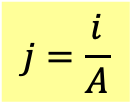 j = i/A